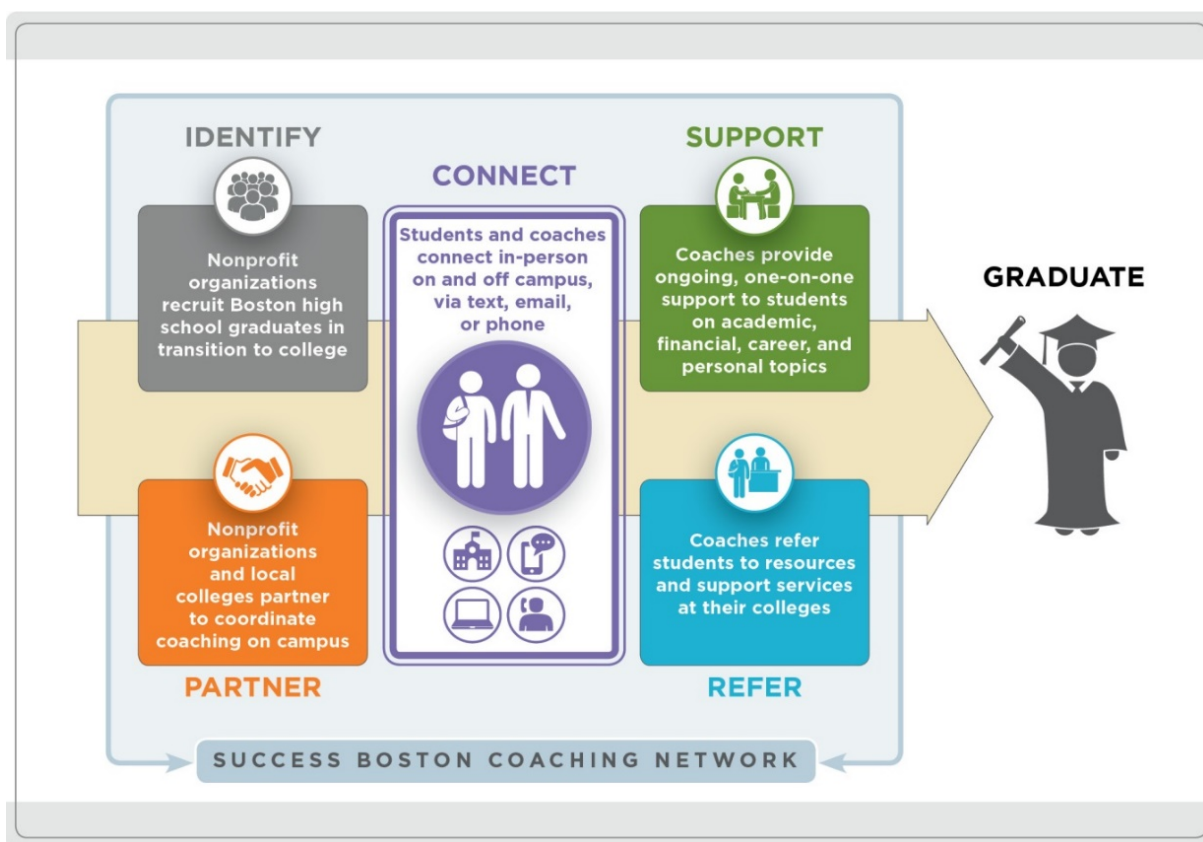 IDENTIFY
Nonprofit
organizations
recruit Boston high
school graduates in
transition to college
Nonprofit
organizations
and local
colleges partner
to coordinate
coaching on campus
PARTNER
CONNECT
Students and coaches
connect in-person
on and off campus,
via text, email,
or phone
SUPPORT
Coaches provide
ongoing, one-on-one
support to students
on academic,
financial, career, and
personal topics
Coaches refer
students to resources
and support services
at their colleges
REFER
GRADUATE
SUCCESS BOSTON COACHING NETWORK